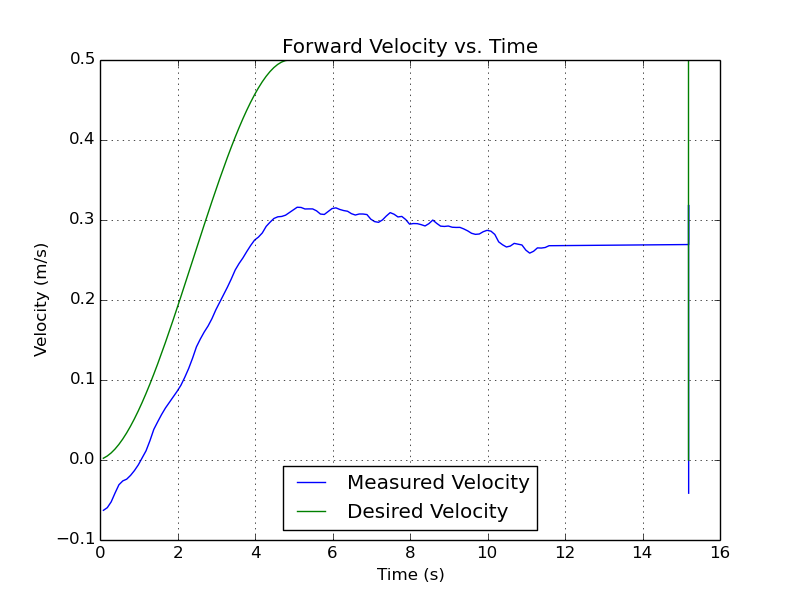 Forward Velocity vs. Time
0.5
0.4
0.3
0.2
0.1
0.0
−0.1
Velocity (m/s)
Measured Velocity
Desired Velocity
0 2 4 6 8 10 12 14 16
Time (s)